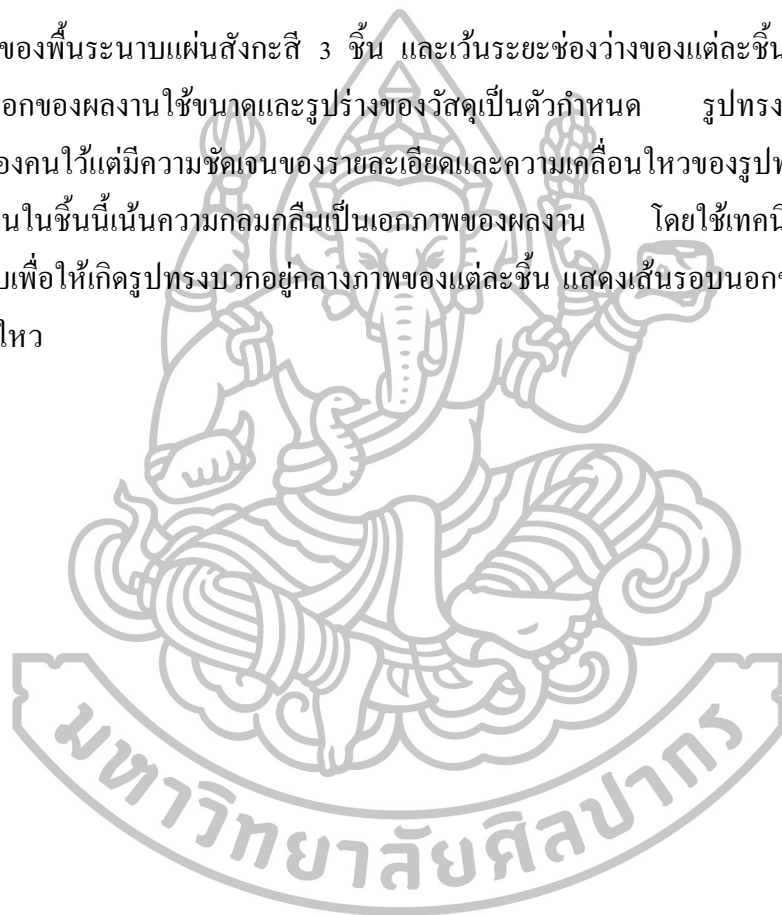 ของพื้นระนาบแผ่นสังกะสี 3 ชิ้น และเว้นระยะช่องว่างของแต่ละชิ้น
อกของผลงานใช้ขนาดและรูปร่างของวัสดุเป็นตัวกำหนด รูปทรง
องคนใว้แต่มีความชัดเจนของรายละเอียดและความเคลื่อนใหวของรูปท
นในชิ้นนี้เน้นความกลมกลืนเป็นเอกภาพของผลงาน โดยใช้เทคนิ
บเพื่อให้เกิดรูปทรงบวกอยู่กลางภาพของแต่ละชิ้น แสดงเส้นรอบนอก
ใหว
มหาวิทยาลัยศิลปากร